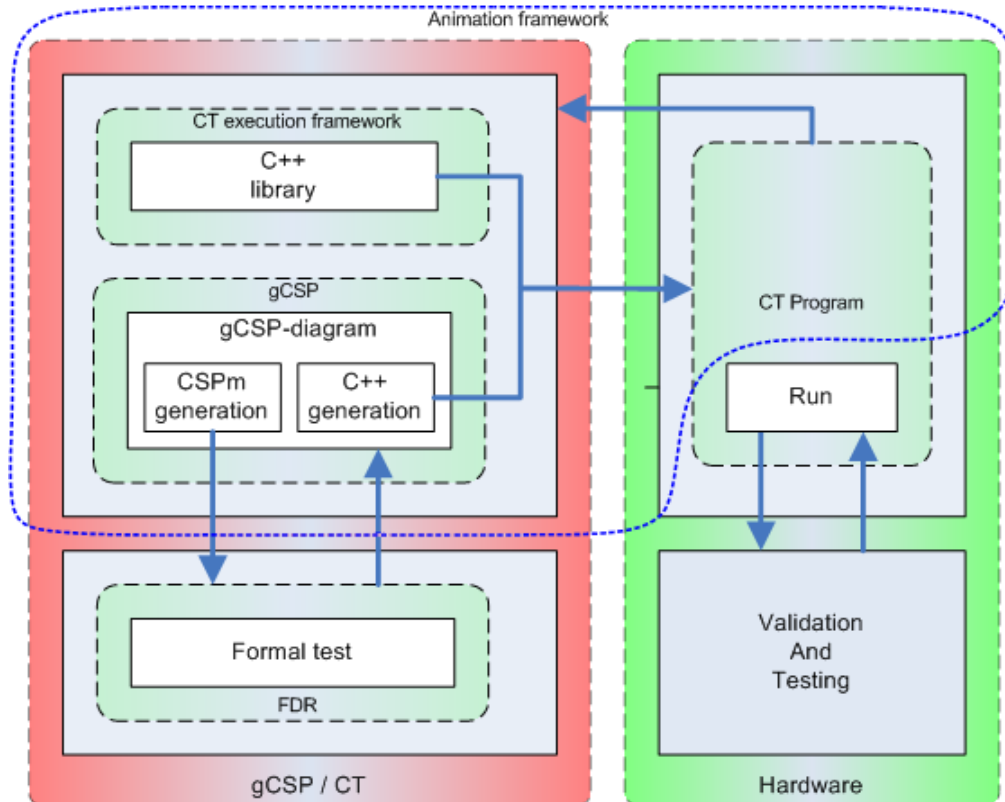 Animation framework
CT execution framework
C++
library
gCSP
gCSP-diagram
CSPm
generation
C++
generation
Formal test
FDR
gCSP / CT
CT Program
Run
Validation
And
Testing
Hardware